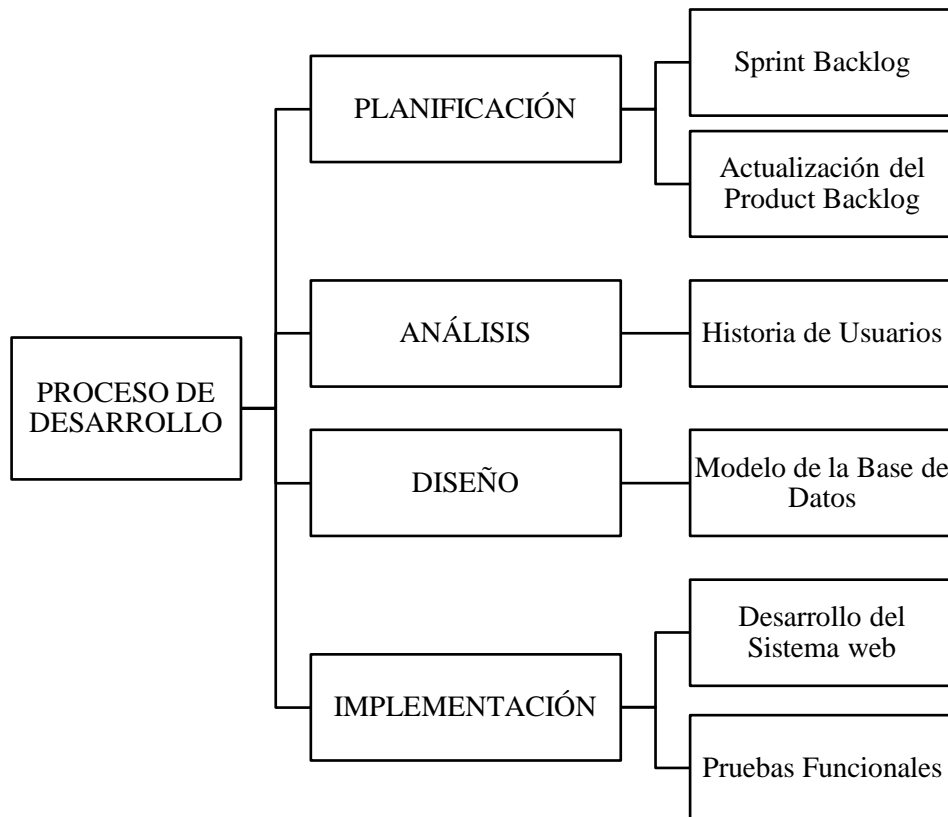 PROCESO DE
DESARROLLO
PLANIFICACIÓN
Sprint Backlog
Actualización del
Product Backlog
ANÁLISIS
Historia de Usuarios
DISEÑO
Modelo de la Base de
Datos
IMPLEMENTACIÓN
Desarrollo del
Sistema web
Pruebas Funcionales